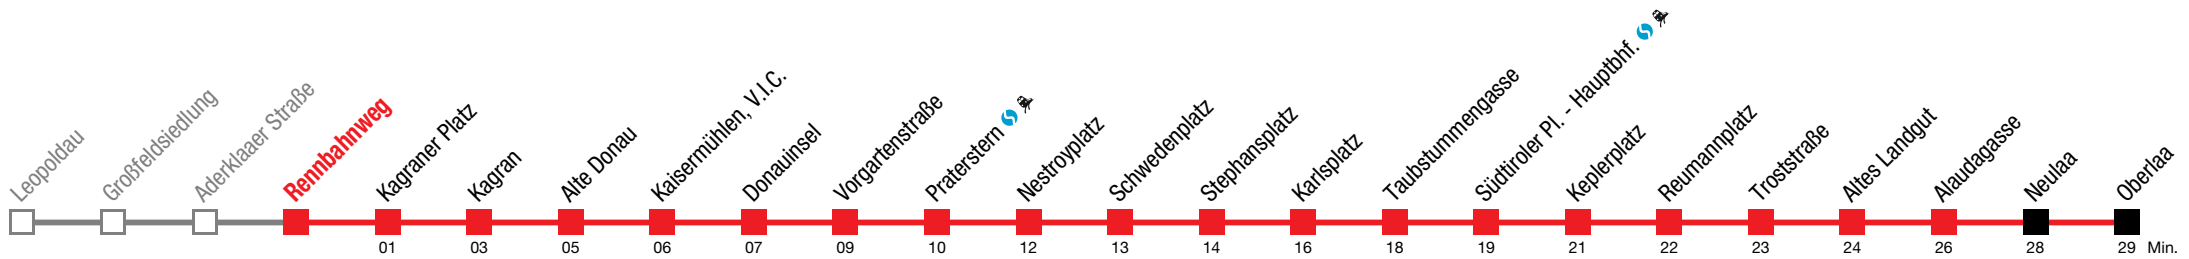 Leopoldau
Großfeldsiedlung
Aderklaaer Straße
Rennbahnweg
Kagraner Platz
Kagran
Alte Donau
Kaisermühlen, V.I.C.
Donauinsel
Vorgartenstraße
Praterstern
Nestroyplatz
Schwedenplatz
Stephansplatz
Karlsplatz
Taubstummengasse
Südtiroler Pl. - Hauptbhf.
Keplerplatz
Reumannplatz
Troststraße
Altes Landgut
Alaudagasse
Neulaa
Oberlaa
01 03 05 06 07 09 10 12 13 14 16 18 19 21 22 23 24 26 28 29 Min.